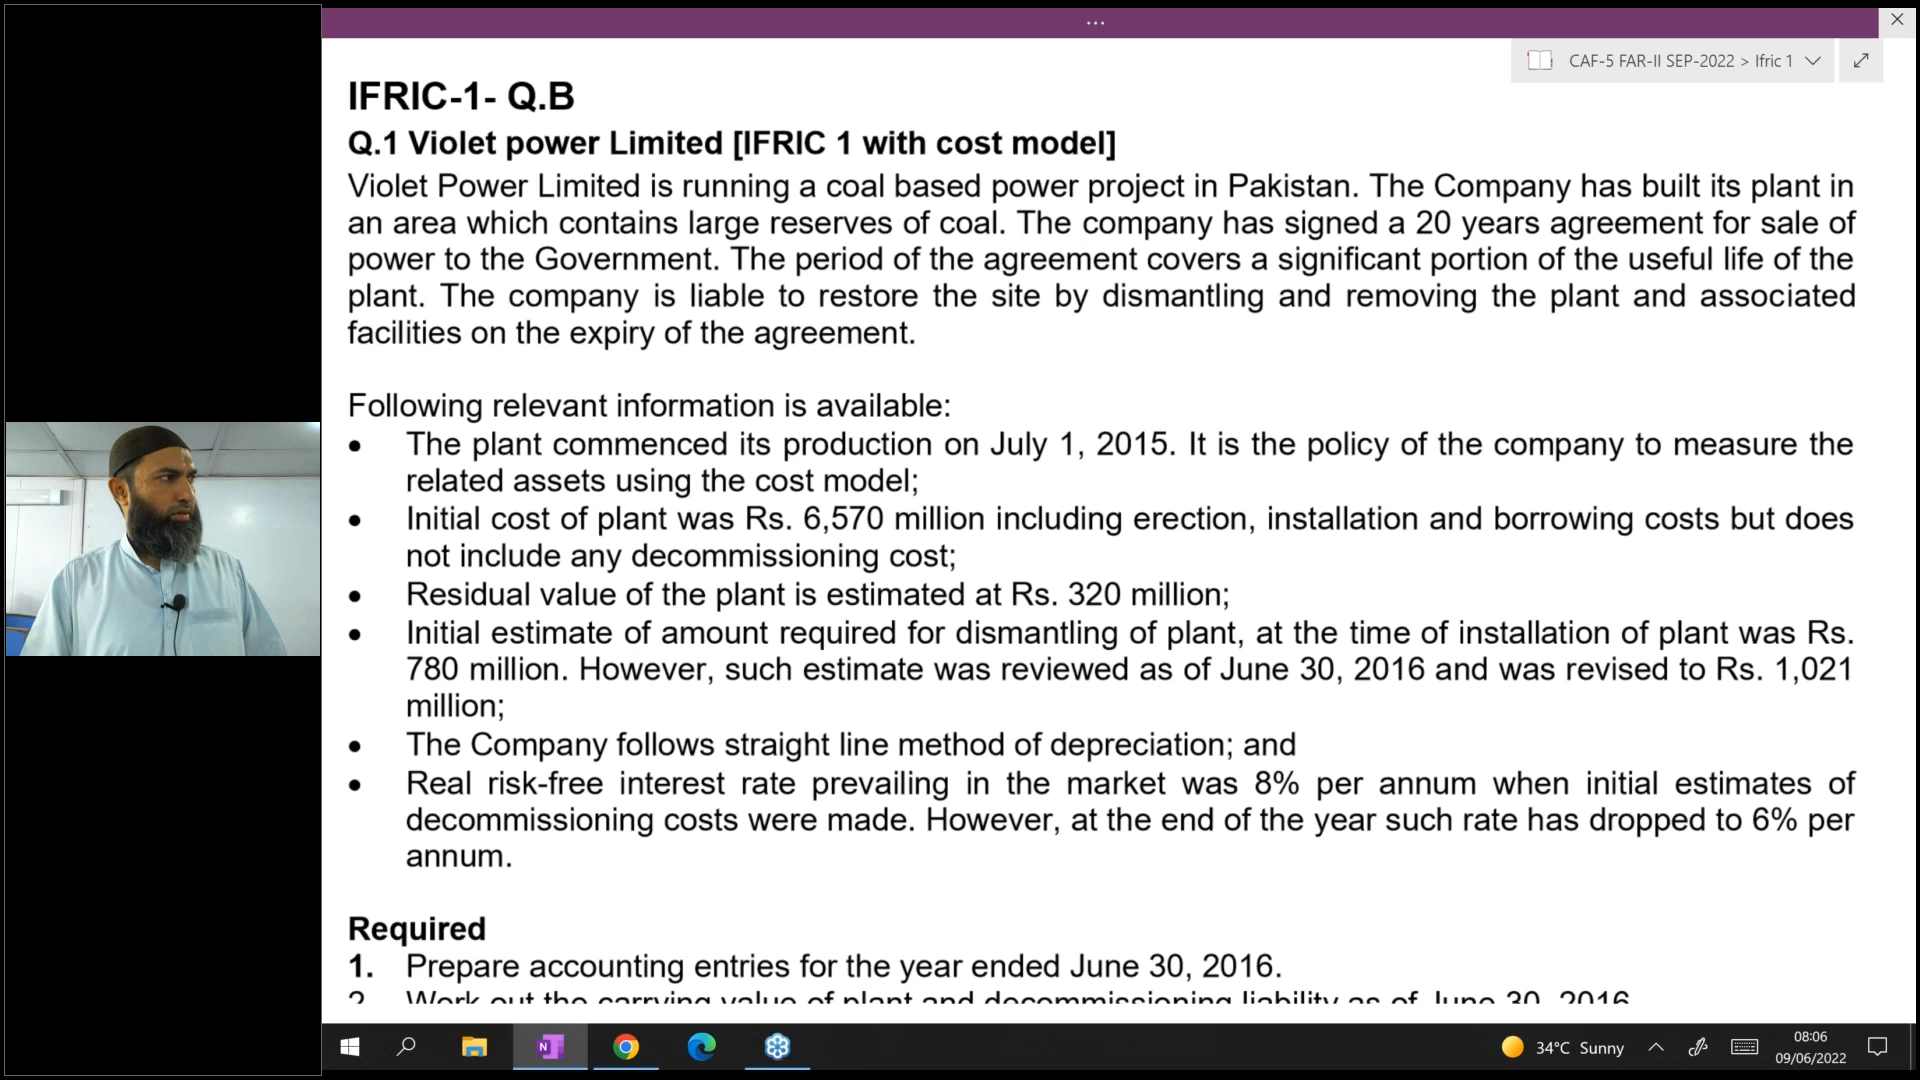 ...
CAF-5 FAR-II SEP-2022 > Ifric 1
IFRIC-1- Q.B
Q.1 Violet power Limited [IFRIC 1 with cost model]
Violet Power Limited is running a coal based power project in Pakistan. The Company has built its plant in
an area which contains large reserves of coal. The company has signed a 20 years agreement for sale of
power to the Government. The period of the agreement covers a significant portion of the useful life of the
plant. The company is liable to restore the site by dismantling and removing the plant and associated
facilities on the expiry of the agreement.
Following relevant information is available:
• The plant commenced its production on July 1, 2015. It is the policy of the company to measure the
related assets using the cost model;
• Initial cost of plant was Rs. 6,570 million including erection, installation and borrowing costs but does
not include any decommissioning cost;
• Residual value of the plant is estimated at Rs. 320 million;
• Initial estimate of amount required for dismantling of plant, at the time of installation of plant was Rs.
780 million. However, such estimate was reviewed as of June 30, 2016 and was revised to Rs. 1,021
million;
• The Company follows straight line method of depreciation; and
• Real risk-free interest rate prevailing in the market was 8% per annum when initial estimates of
decommissioning costs were made. However, at the end of the year such rate has dropped to 6% per
annum.
Required
1. Prepare accounting entries for the year ended June 30, 2016.
2. Work out the carrying value of plant and decommissioning liability as of June 30, 2016
N
34°C Sunny
08:06
09/06/2022